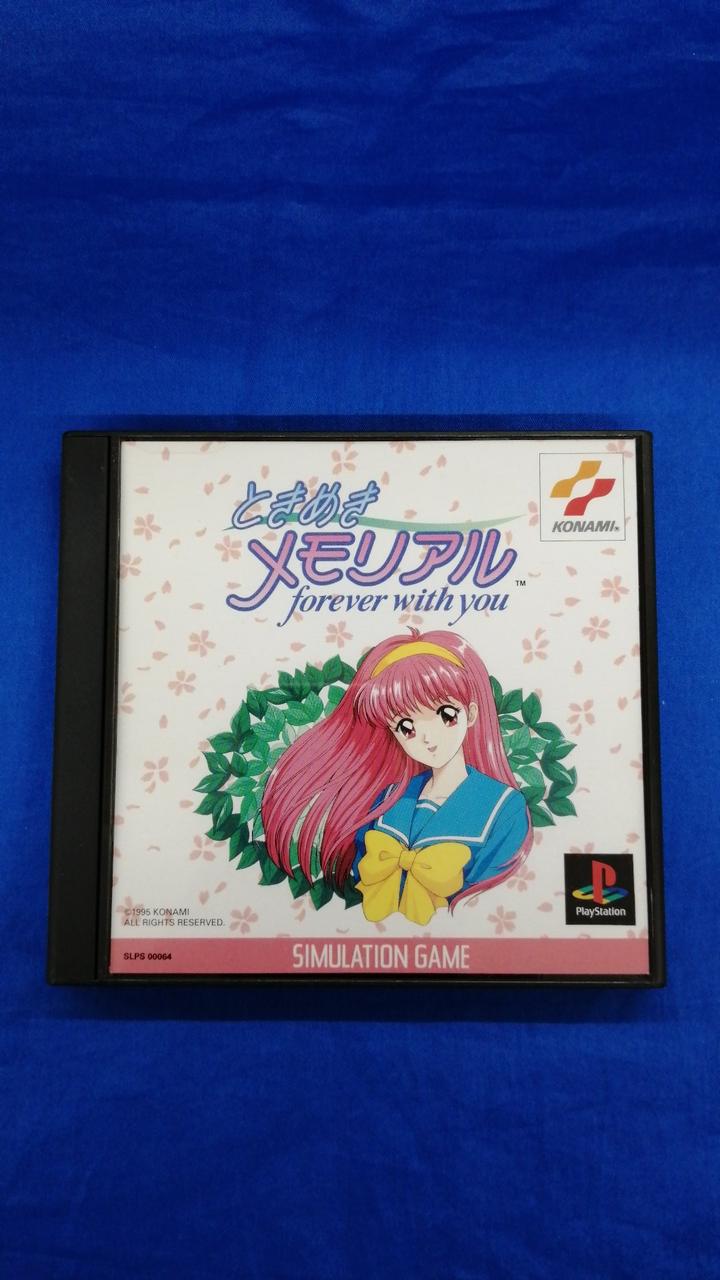 ときめき
メモリアル™
forever with you
KONAMI®
©1995 KONAMI
ALL RIGHTS RESERVED.
PlayStation
SLPS 00064
SIMULATION GAME